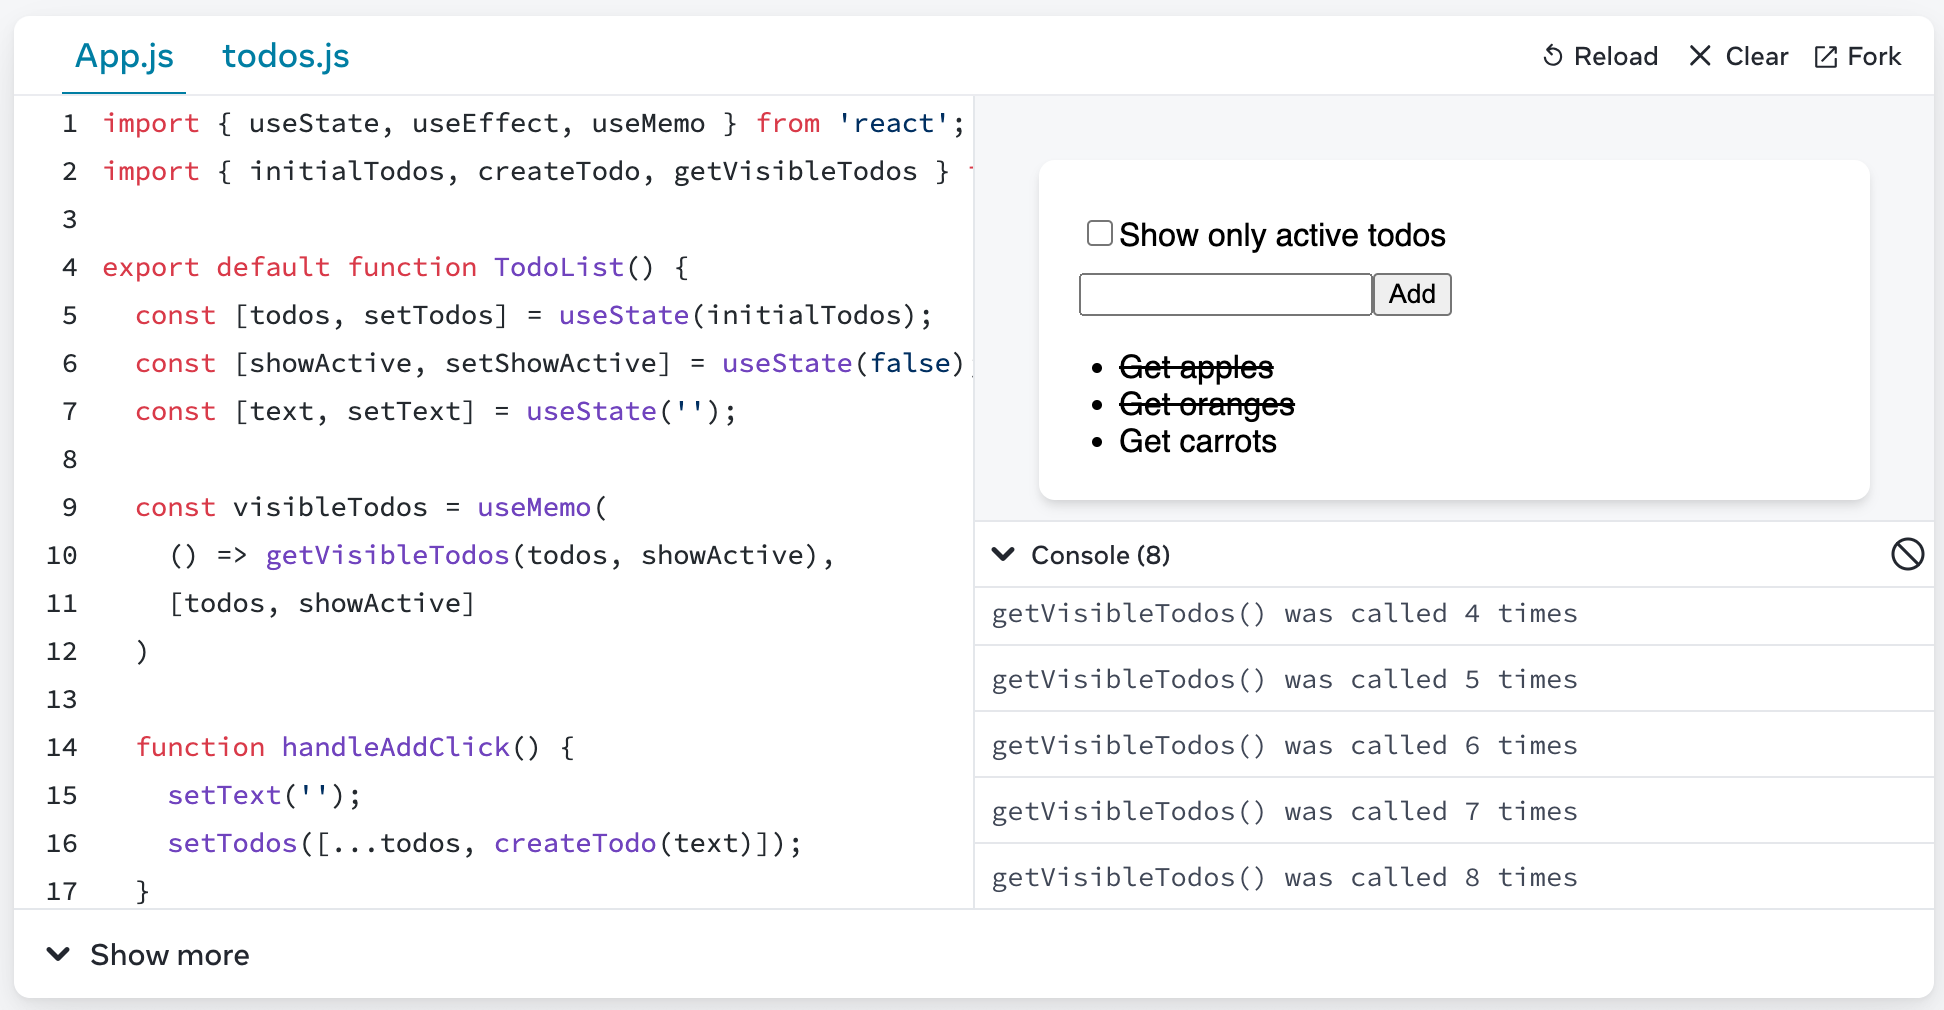 App.js todos.js Reload Clear Fork
1 import { useState, useEffect, useMemo } from 'react';
2 import { initialTodos, createTodo, getVisibleTodos }
3
4 export default function TodoList() {
5 const [todos, setTodos] = useState(initialTodos);
6 const [showActive, setShowActive] = useState(false)
7 const [text, setText] = useState('');
8
9 const visibleTodos = useMemo(
10 () => getVisibleTodos(todos, showActive),
11 [todos, showActive]
12 )
13
14 function handleAddClick() {
15 setText('');
16 setTodos([...todos, createTodo(text)]);
17 }
Show only active todos
Add
• Get apples
• Get oranges
• Get carrots
Console (8)
getVisibleTodos() was called 4 times
getVisibleTodos() was called 5 times
getVisibleTodos() was called 6 times
getVisibleTodos() was called 7 times
getVisibleTodos() was called 8 times
Show more